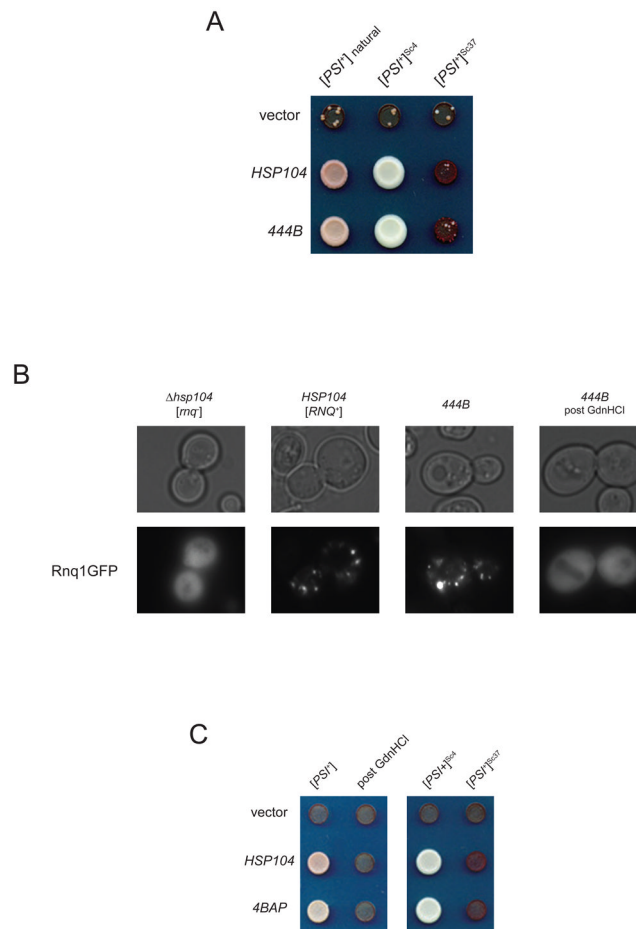 A
[PSI⁺] natural
[PSI⁺]Sc4
[PSI⁺]Sc37
vector
HSP104
444B
B
Δhsp104
[rnq⁻]
HSP104
[RNQ⁺]
444B
444B
post GdnHCl
Rnq1GFP
C
[PSI⁺]
post GdnHCl
[PSI+]Sc4
[PSI⁺]Sc37
vector
HSP104
4BAP